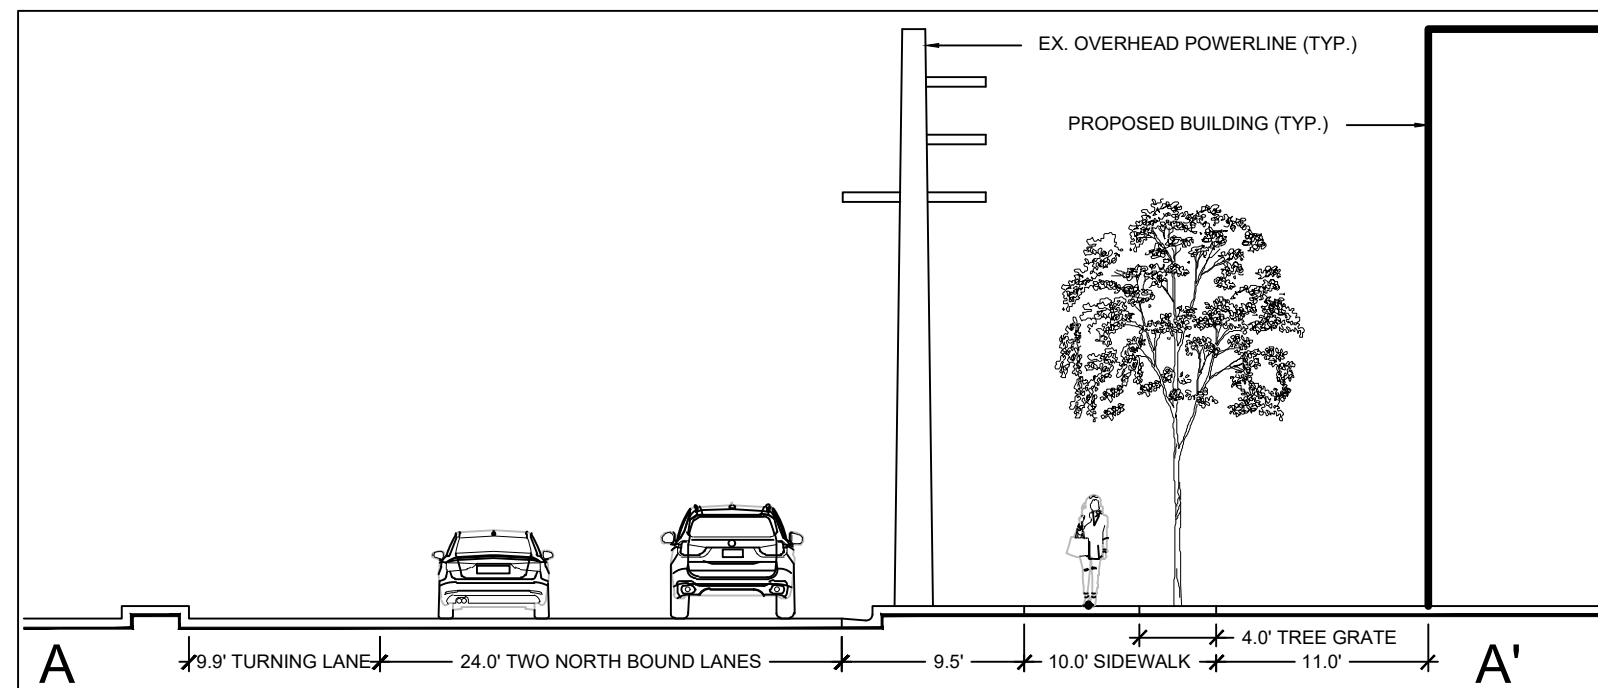 EX. OVERHEAD POWERLINE (TYP.)
PROPOSED BUILDING (TYP.)
4.0' TREE GRATE
A
9.9' TURNING LANE
24.0' TWO NORTH BOUND LANES
9.5'
10.0' SIDEWALK
11.0'
A'